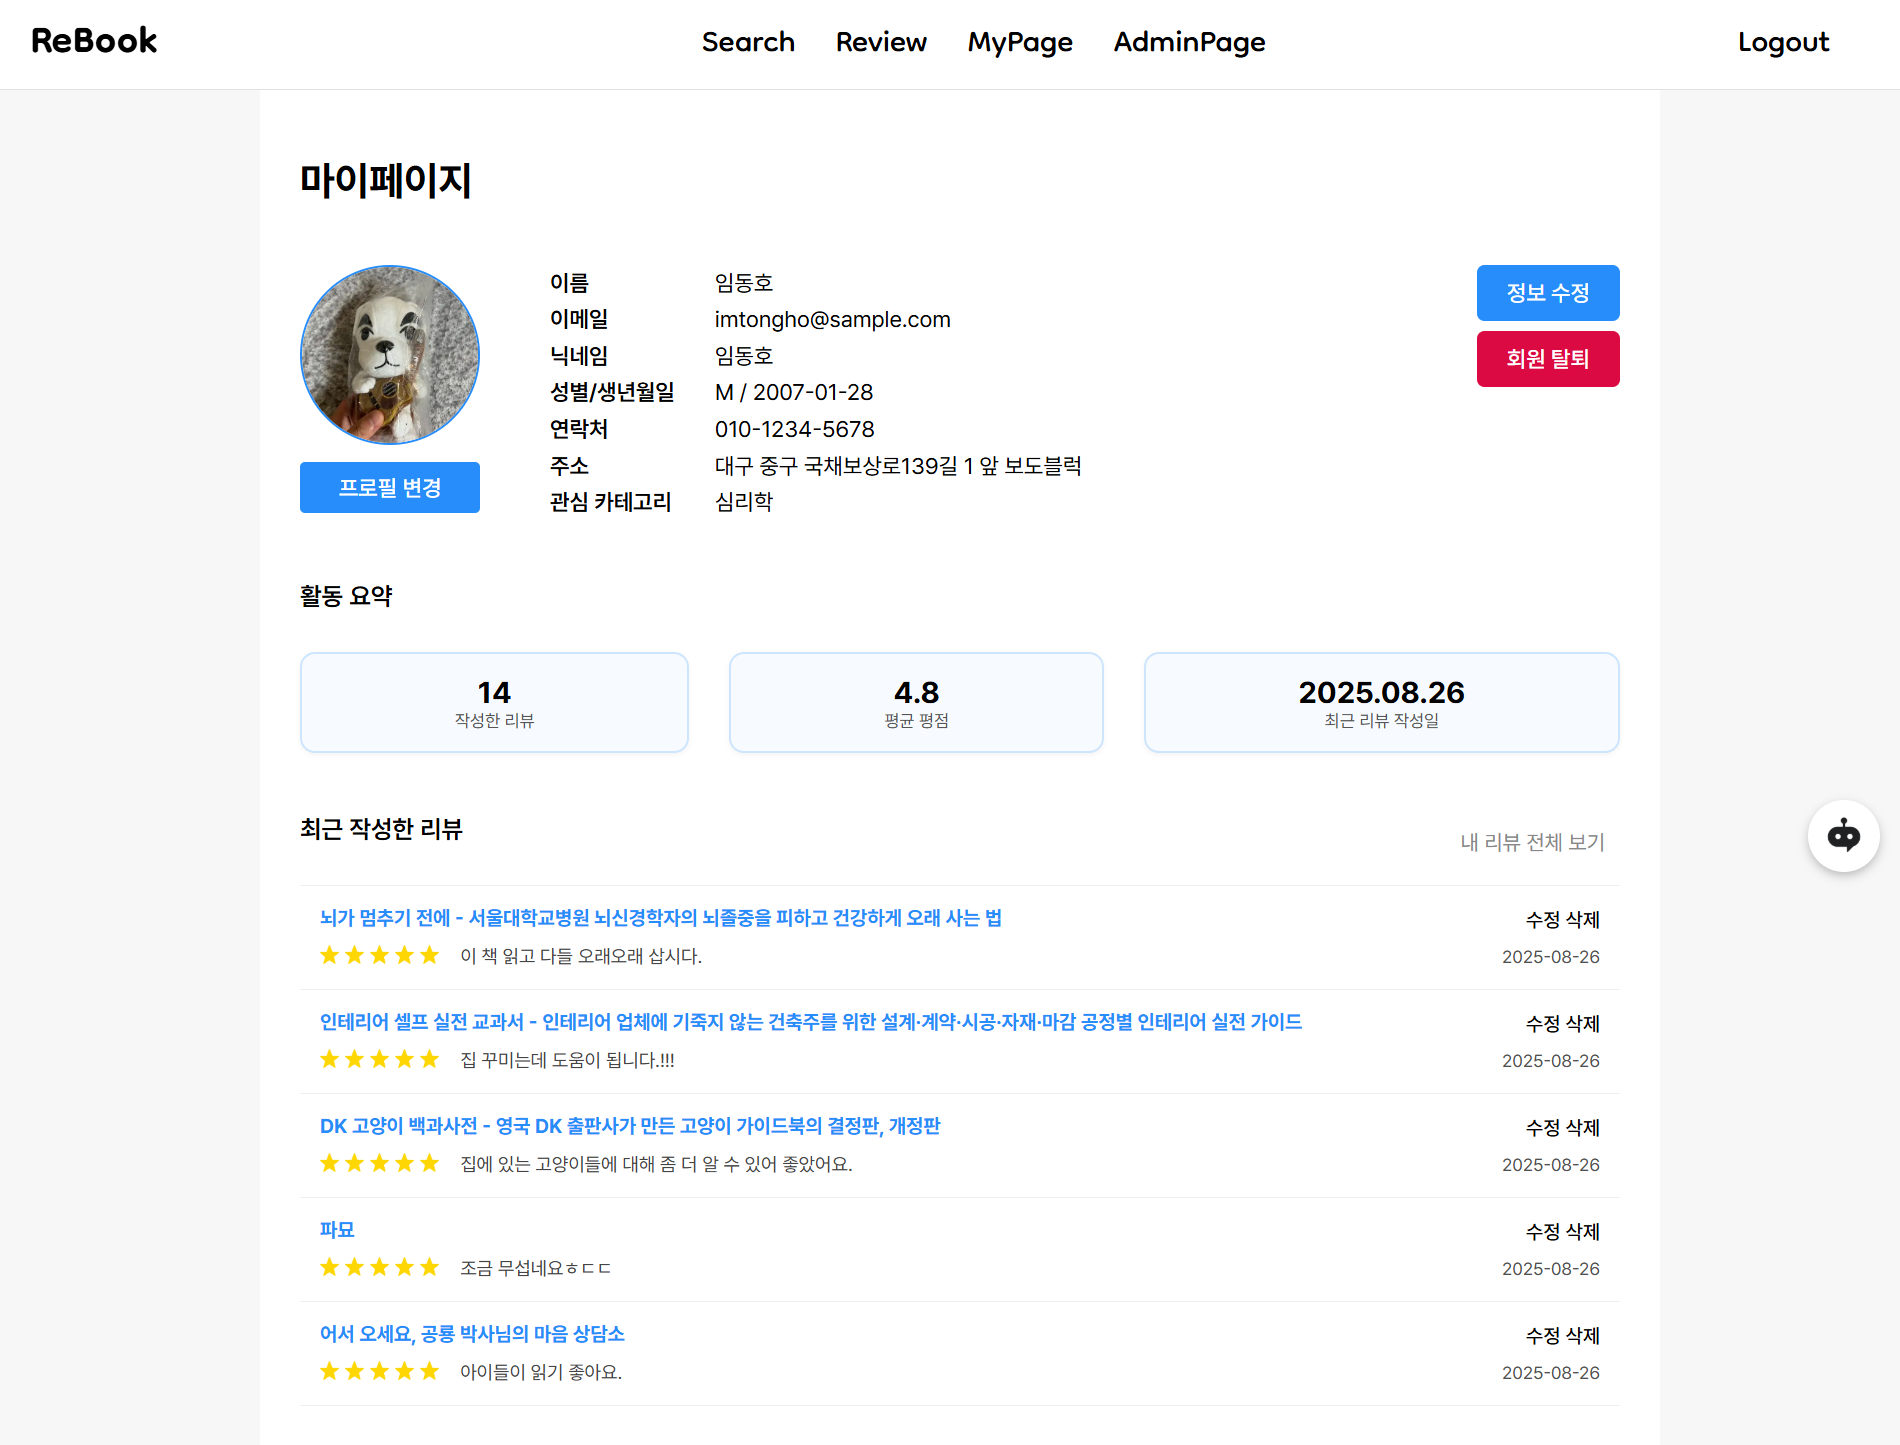 ReBook
Search Review MyPage AdminPage
Logout
마이페이지
이름 임동호
이메일 imtongho@sample.com
닉네임 임동호
성별/생년월일 M / 2007-01-28
연락처 010-1234-5678
주소 대구 중구 국채보상로139길 1 앞 보도블럭
관심 카테고리 심리학
정보 수정
회원 탈퇴
프로필 변경
활동 요약
14
작성한 리뷰
4.8
평균 평점
2025.08.26
최근 리뷰 작성일
최근 작성한 리뷰
내 리뷰 전체 보기
뇌가 멈추기 전에 - 서울대학교병원 뇌신경학자의 뇌졸중을 피하고 건강하게 오래 사는 법
수정 삭제
이 책 읽고 다들 오래오래 삽시다.
2025-08-26
인테리어 셀프 실전 교과서 - 인테리어 업체에 기죽지 않는 건축주를 위한 설계·계약·시공·자재·마감 공정별 인테리어 실전 가이드
수정 삭제
집 꾸미는데 도움이 됩니다.!!!
2025-08-26
DK 고양이 백과사전 - 영국 DK 출판사가 만든 고양이 가이드북의 결정판, 개정판
수정 삭제
집에 있는 고양이들에 대해 좀 더 알 수 있어 좋았어요.
2025-08-26
파묘
수정 삭제
조금 무섭네요ㅎㄷㄷ
2025-08-26
어서 오세요, 공룡 박사님의 마음 상담소
수정 삭제
아이들이 읽기 좋아요.
2025-08-26